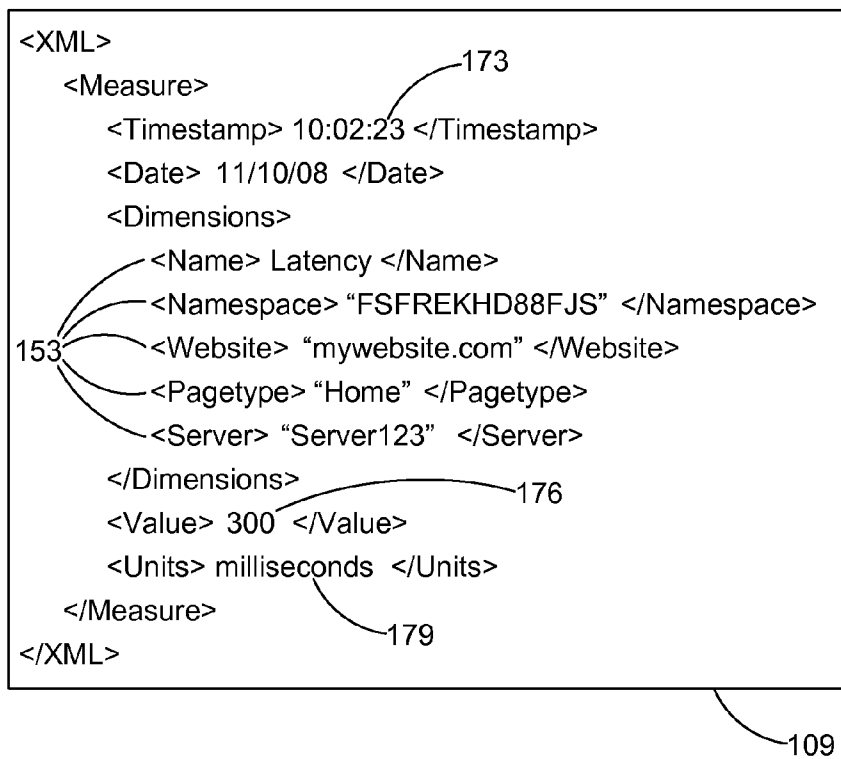 <XML>
173
<Measure>
<Timestamp> 10:02:23 </Timestamp>
<Date> 11/10/08 </Date>
<Dimensions>
<Name> Latency </Name>
<Namespace> “FSFREKHD88FJS” </Namespace>
153 <Website> “mywebsite.com” </Website>
<Pagetype> “Home” </Pagetype>
<Server> “Server123” </Server>
</Dimensions>
176
<Value> 300 </Value>
<Units> milliseconds </Units>
</Measure>
179
</XML>
109